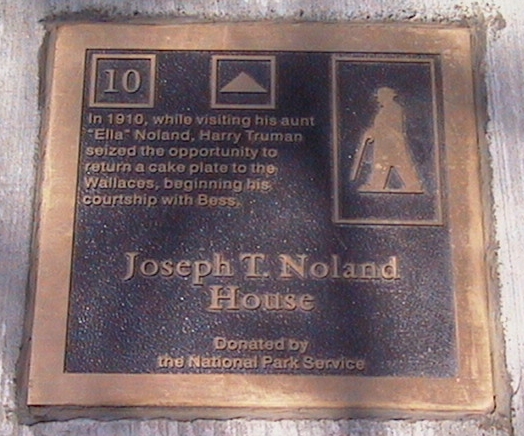 10
In 1910, while visiting his aunt
"Ella" Noland, Harry Truman
seized the opportunity to
return a cake plate to the
Wallaces, beginning his
courtship with Bess.
Joseph T. Noland
House
Donated by
the National Park Service